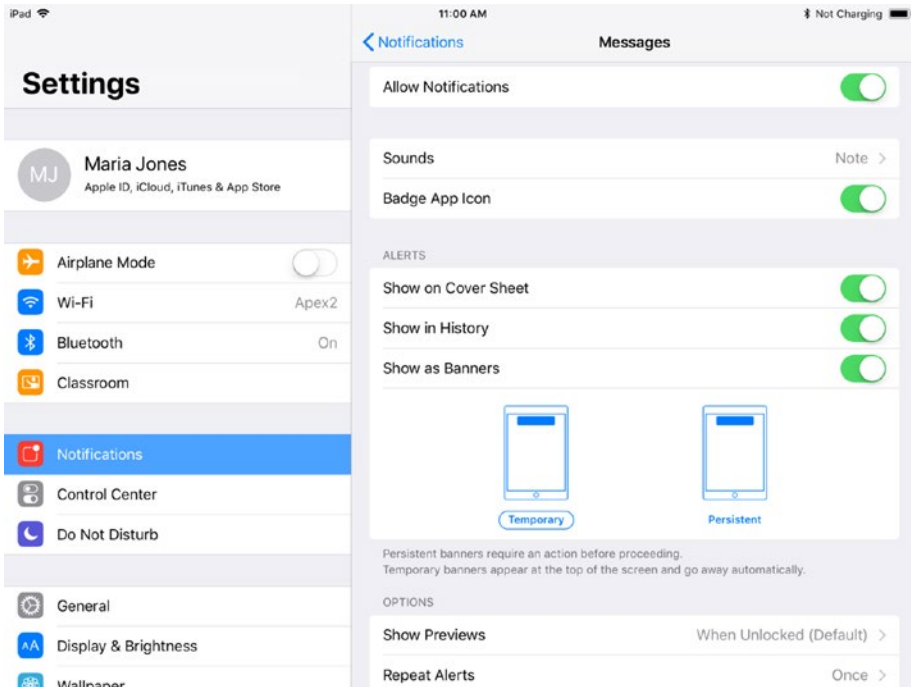 iPad
11:00 AM
Not Charging
Settings
MJ
Maria Jones
Apple ID, iCloud, iTunes & App Store
Airplane Mode
Wi-Fi Apex2
Bluetooth On
Classroom
Notifications
Control Center
Do Not Disturb
General
AA Display & Brightness
Wallpaper
Notifications
Messages
Allow Notifications
Sounds Note
Badge App Icon
ALERTS
Show on Cover Sheet
Show in History
Show as Banners
Temporary Persistent
Persistent banners require an action before proceeding.
Temporary banners appear at the top of the screen and go away automatically.
OPTIONS
Show Previews When Unlocked (Default)
Repeat Alerts Once